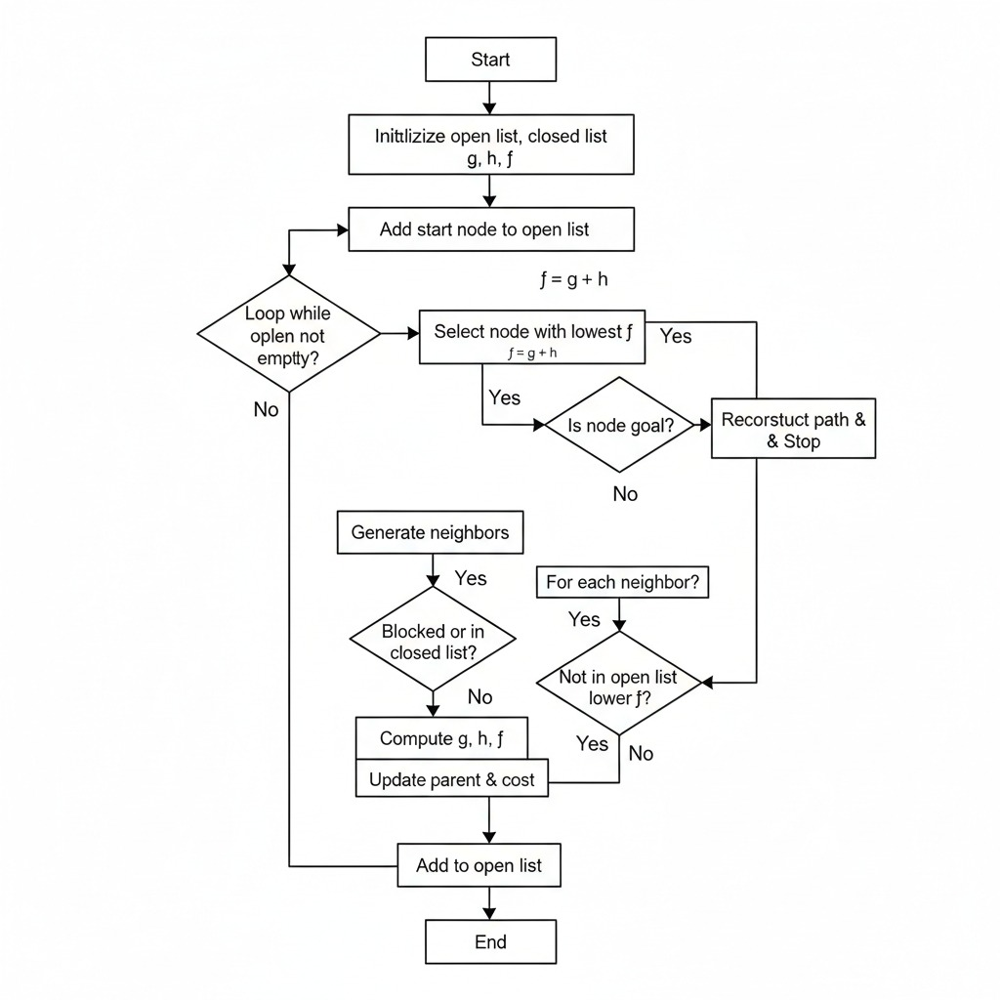 Start
Inittlizize open list, closed list
g, h, ƒ
Add start node to open list
ƒ = g + h
Loop while
oplen not
emptty?
Select node with lowest ƒ
ƒ = g + h
Yes
Yes
No
Is node goal?
Recorstuct path &
& Stop
No
Generate neighbors
Yes
For each neighbor?
Yes
Blocked or in
closed list?
Not in open list
lower ƒ?
No
Compute g, h, ƒ
Yes
No
Update parent & cost
Add to open list
End